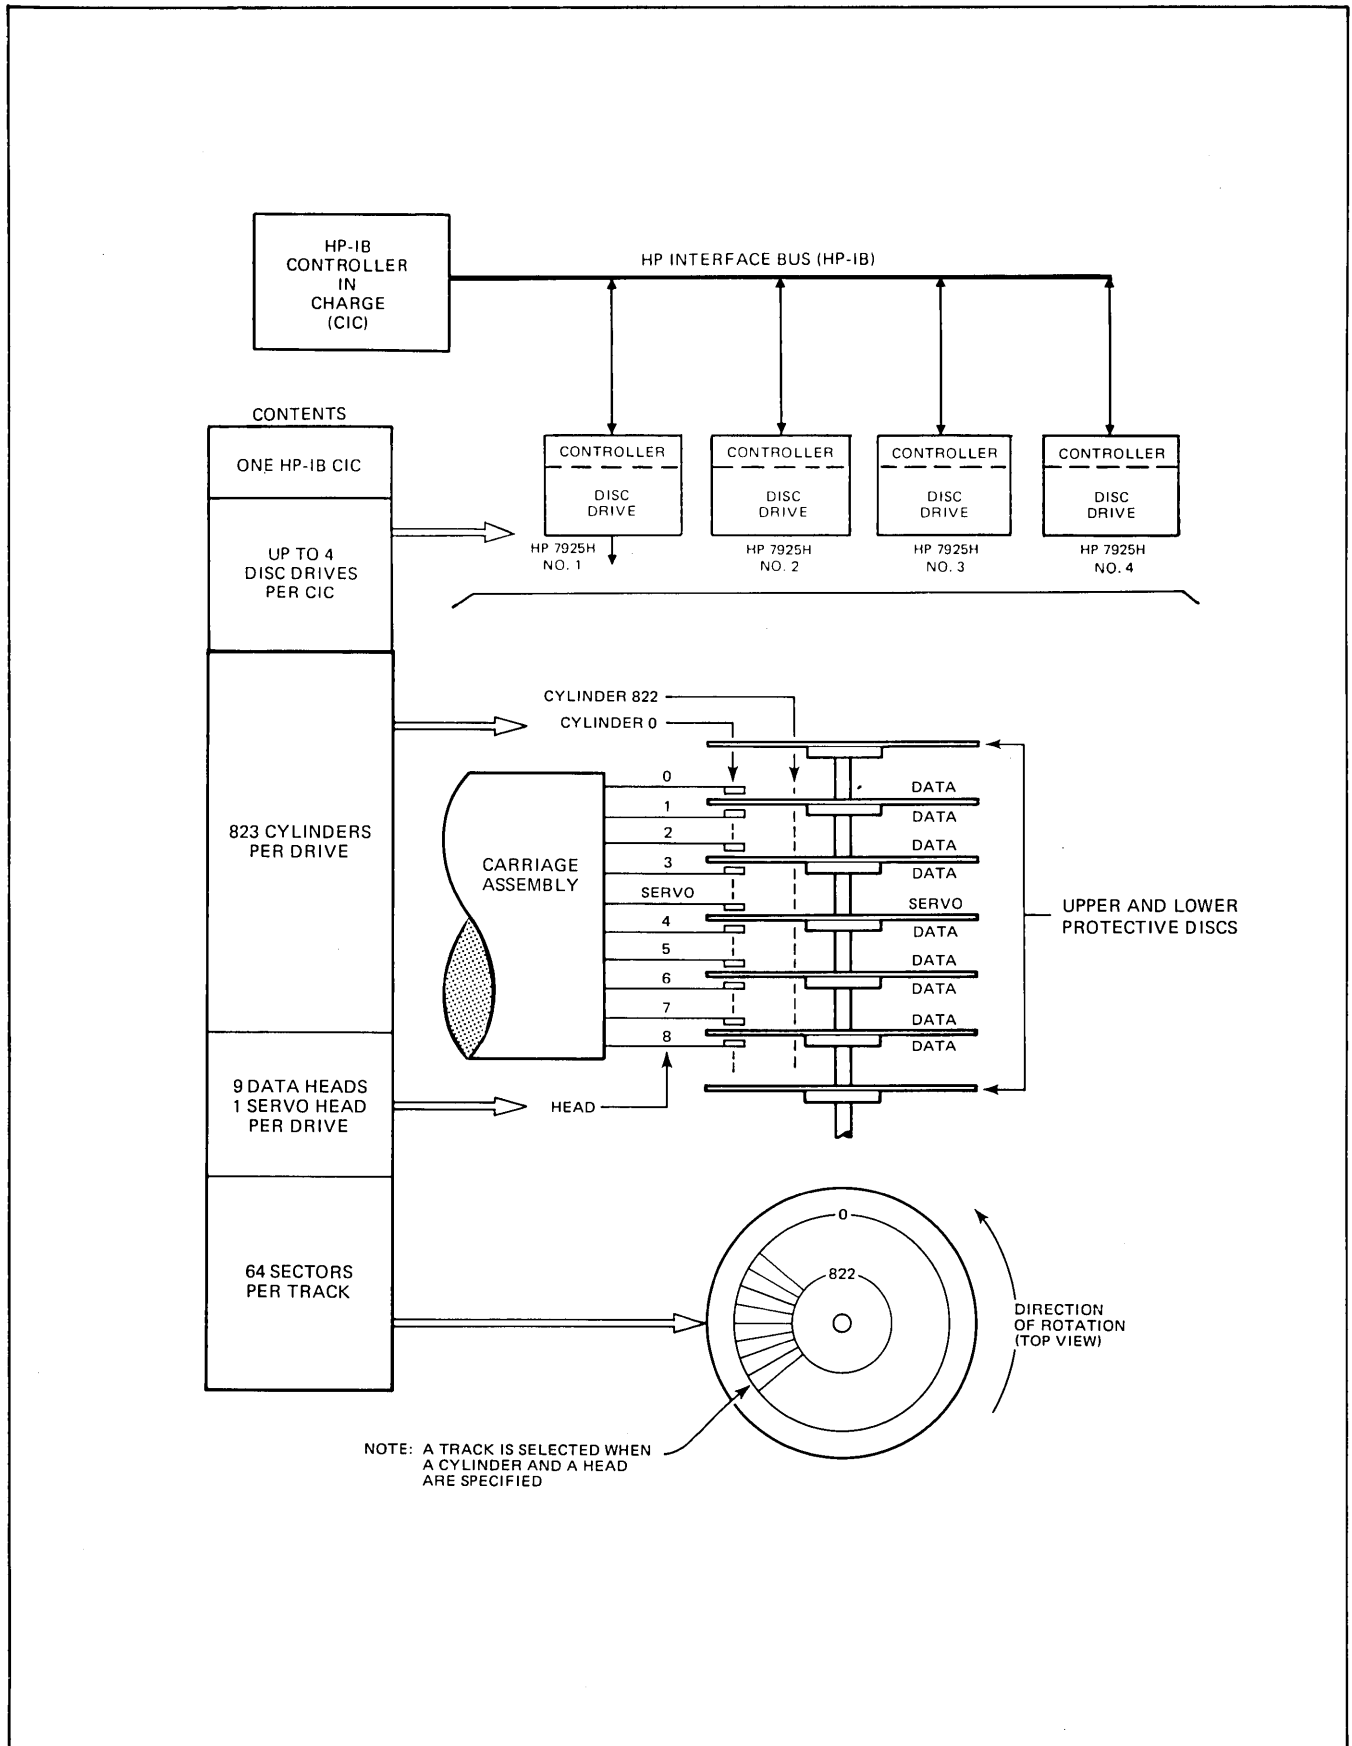 HP-IB
CONTROLLER
IN
CHARGE
(CIC)
HP INTERFACE BUS (HP-IB)
CONTENTS
ONE HP-IB CIC
UP TO 4
DISC DRIVES
PER CIC
823 CYLINDERS
PER DRIVE
9 DATA HEADS
1 SERVO HEAD
PER DRIVE
64 SECTORS
PER TRACK
CONTROLLER
DISC
DRIVE
HP 7925H
NO. 1
CONTROLLER
DISC
DRIVE
HP 7925H
NO. 2
CONTROLLER
DISC
DRIVE
HP 7925H
NO. 3
CONTROLLER
DISC
DRIVE
HP 7925H
NO. 4
CYLINDER 822
CYLINDER 0
CARRIAGE
ASSEMBLY
0
1
2
3
SERVO
4
5
6
7
8
HEAD
DATA
DATA
DATA
DATA
SERVO
DATA
DATA
DATA
DATA
DATA
UPPER AND LOWER
PROTECTIVE DISCS
0
822
DIRECTION
OF ROTATION
(TOP VIEW)
NOTE: A TRACK IS SELECTED WHEN
A CYLINDER AND A HEAD
ARE SPECIFIED